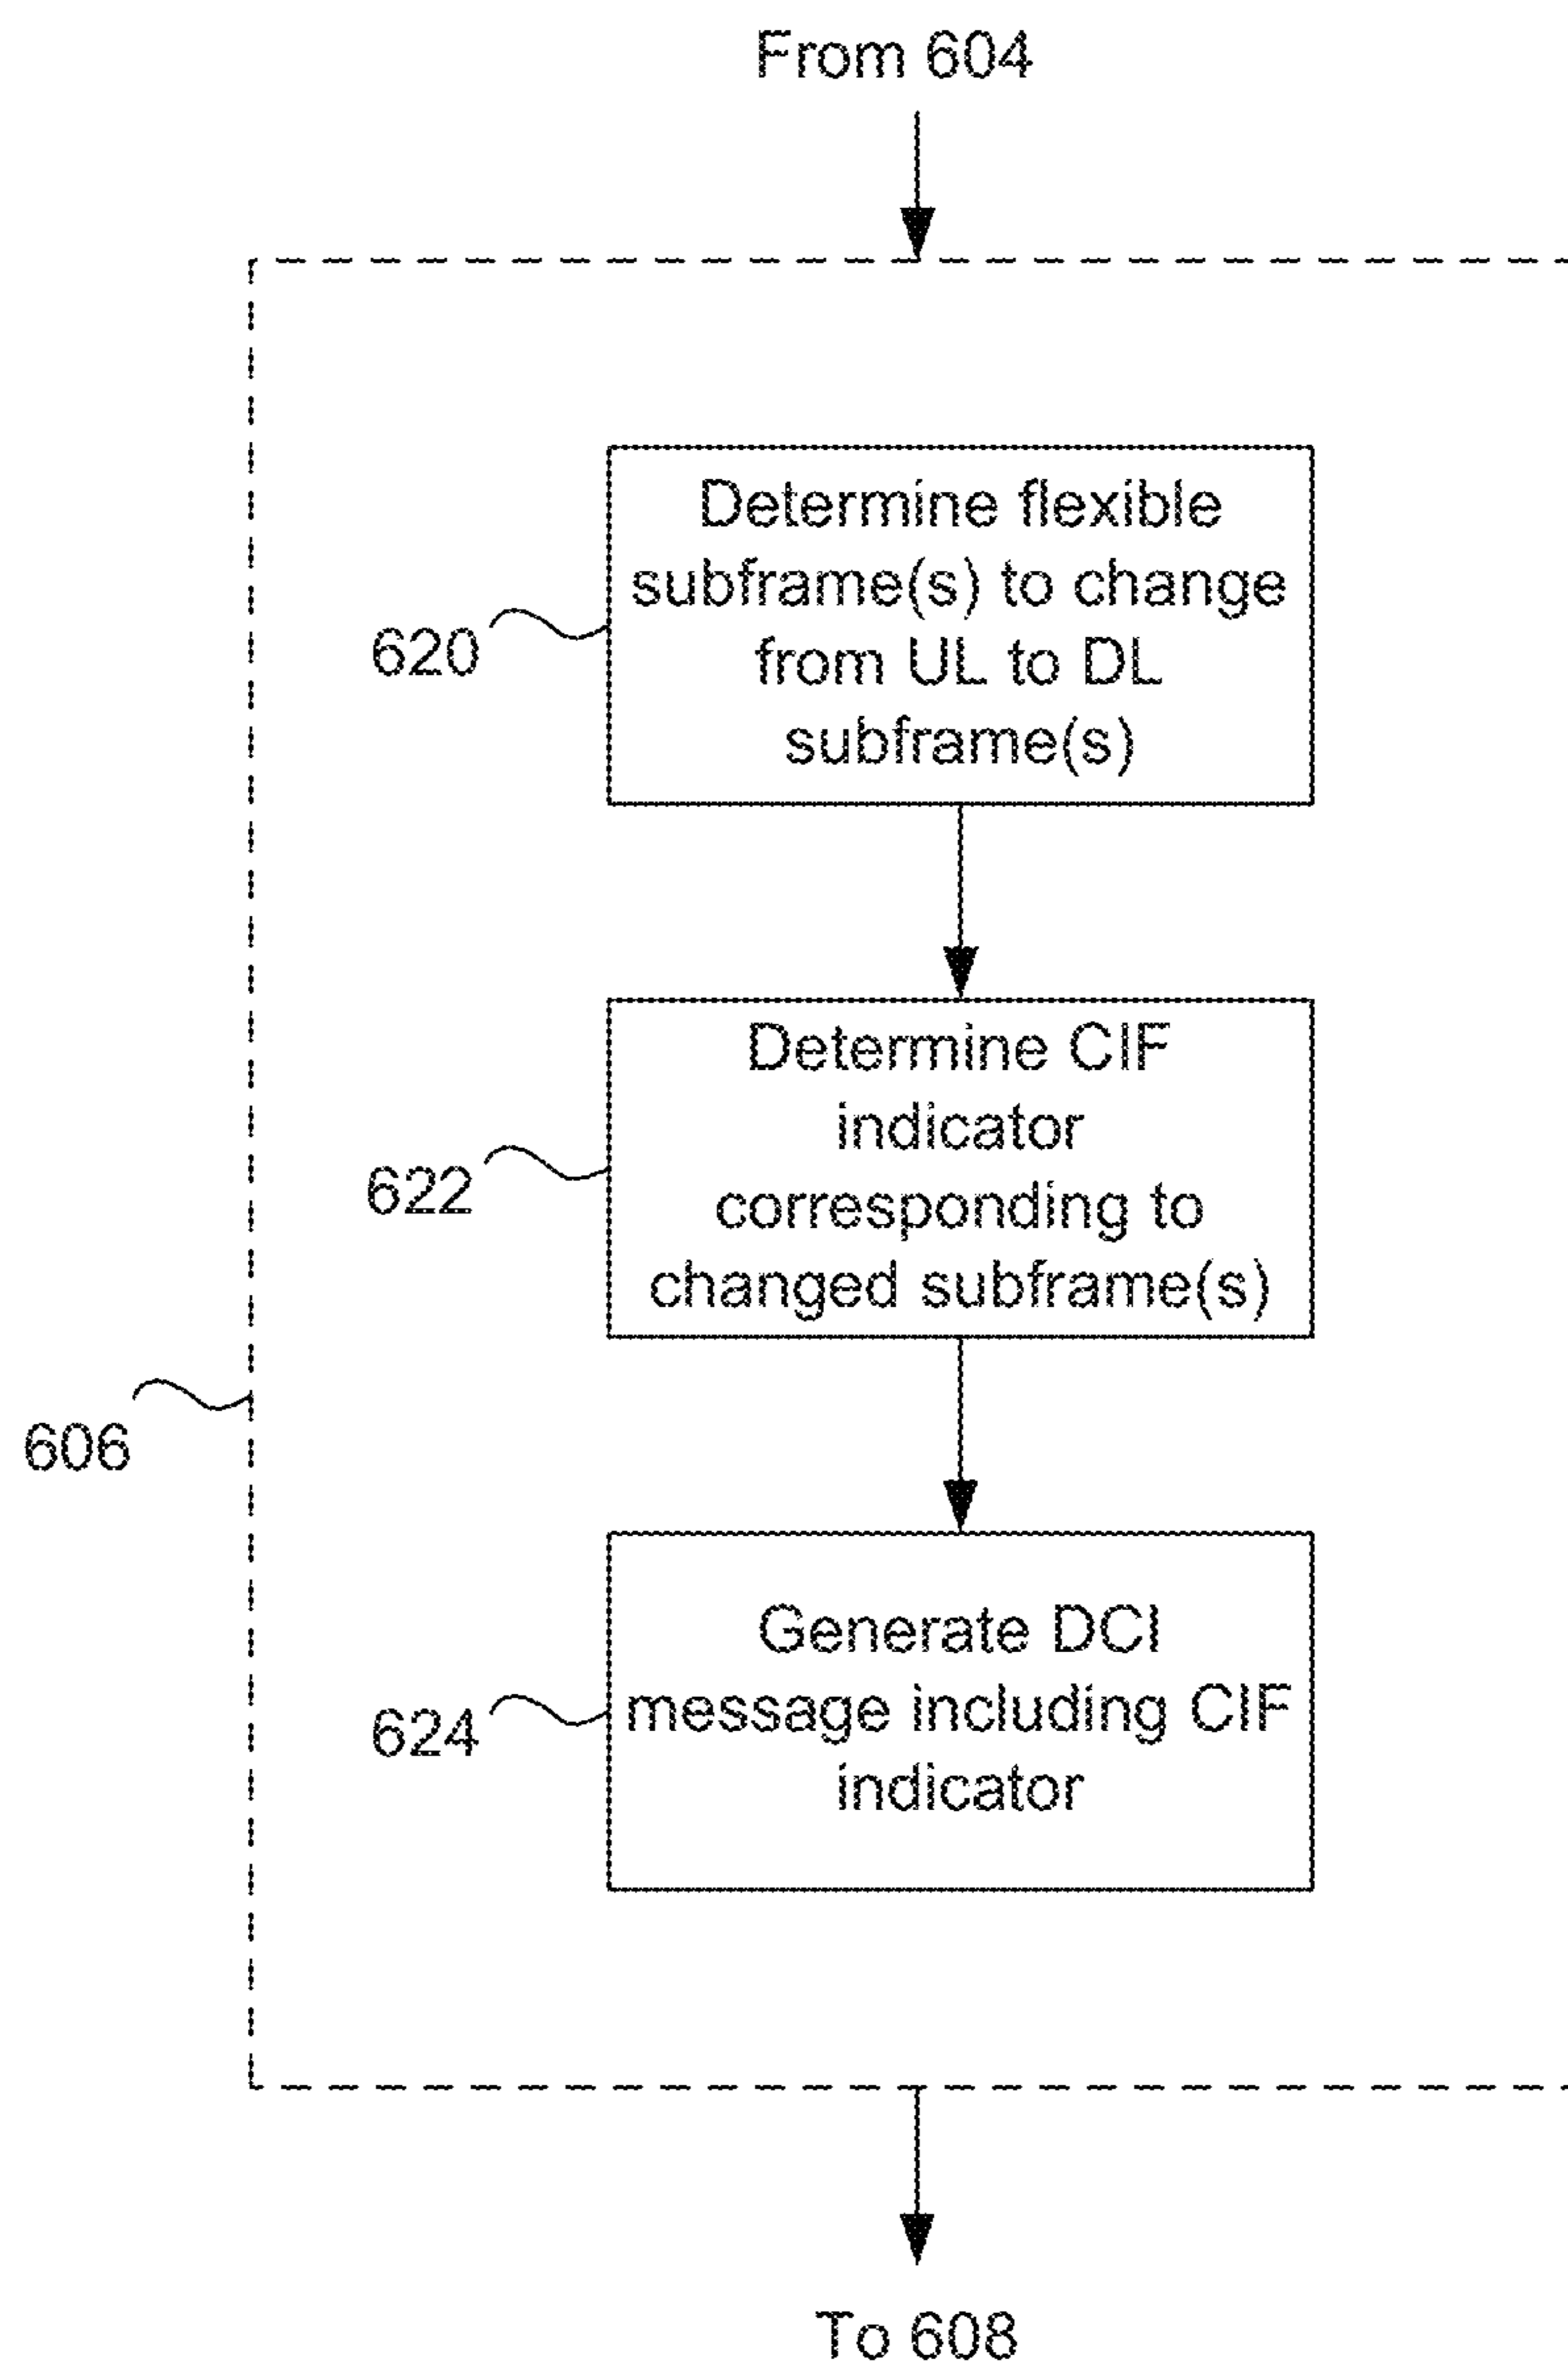 From 604
Determine flexible
subframe(s) to change
from UL to DL
subframe(s)
620
Determine CIF
indicator
corresponding to
changed subframe(s)
622
606
Generate DCI
message including CIF
indicator
624
To 608